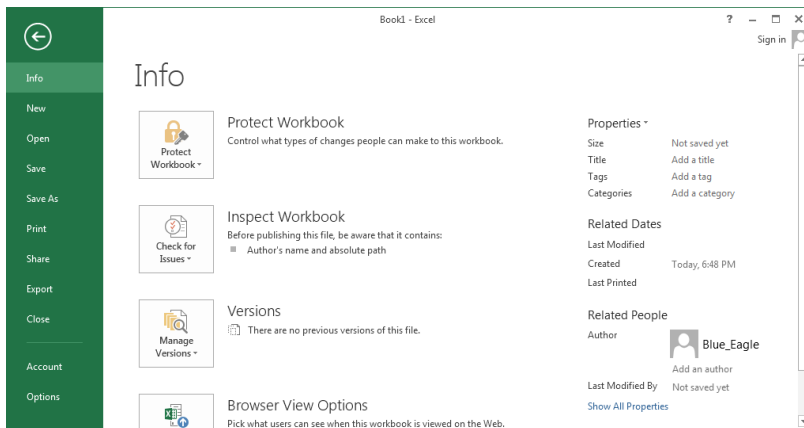 Book1 - Excel
?
Sign in
Info
New
Open
Save
Save As
Print
Share
Export
Close
Account
Options
Info
Protect
Workbook
Protect Workbook
Control what types of changes people can make to this workbook.
Check for
Issues
Inspect Workbook
Before publishing this file, be aware that it contains:
Author's name and absolute path
Manage
Versions
Versions
There are no previous versions of this file.
Browser View Options
Pick what users can see when this workbook is viewed on the Web.
Properties
Size Not saved yet
Title Add a title
Tags Add a tag
Categories Add a category
Related Dates
Last Modified
Created Today, 6:48 PM
Last Printed
Related People
Author Blue_Eagle
Add an author
Last Modified By Not saved yet
Show All Properties